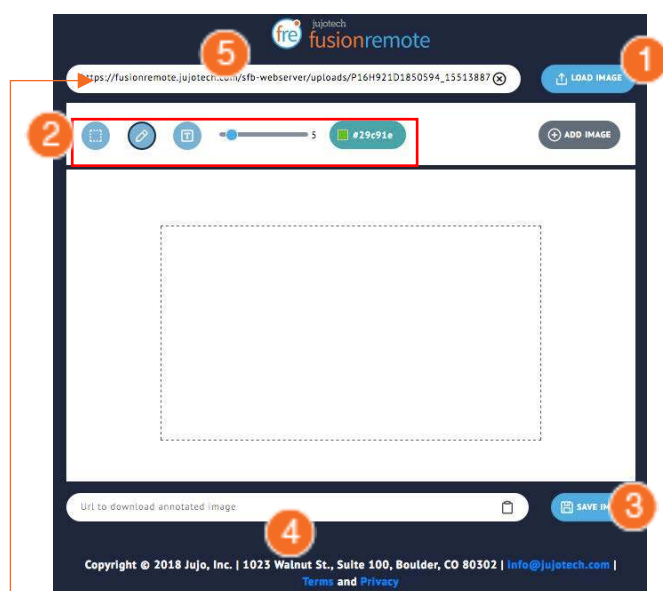 jujotech
fre fusionremote
5
1
https://fusionremote.jujotech.com/sfb-webserver/uploads/P16H921D1850594_15513887
LOAD IMAGE
2
T
5
#29c91e
ADD IMAGE
Url to download annotated image
SAVE IM
3
4
Copyright © 2018 Jujo, Inc. | 1023 Walnut St., Suite 100, Boulder, CO 80302 | info@jujotech.com |
Terms and Privacy